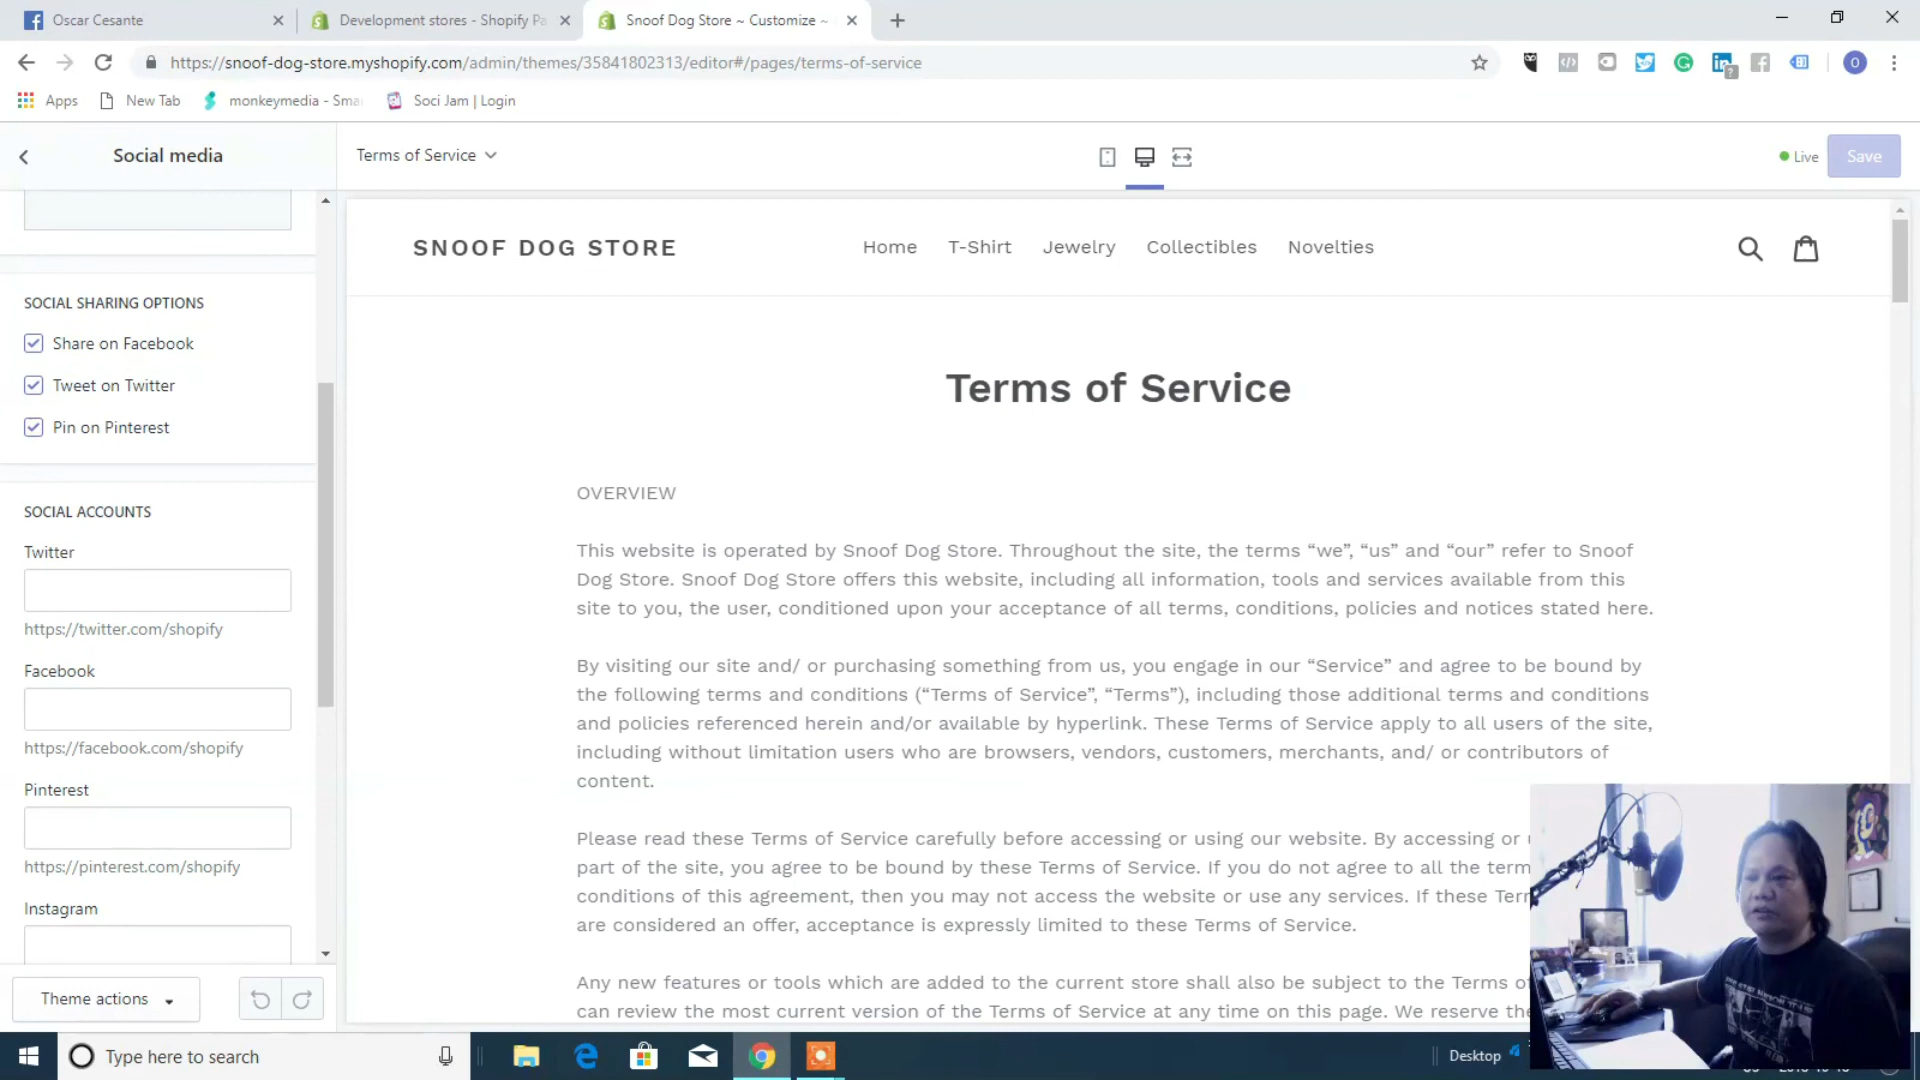 Oscar Cesante
Development stores - Shopify Pa
Snoof Dog Store ~ Customize ~
https://snoof-dog-store.myshopify.com/admin/themes/35841802313/editor#/pages/terms-of-service
Apps
New Tab
monkeymedia - Sma
Soci Jam | Login
Social media
Terms of Service
Live
Save
SOCIAL SHARING OPTIONS
Share on Facebook
Tweet on Twitter
Pin on Pinterest
SOCIAL ACCOUNTS
Twitter
https://twitter.com/shopify
Facebook
https://facebook.com/shopify
Pinterest
https://pinterest.com/shopify
Instagram
Theme actions
SNOOF DOG STORE
Home T-Shirt Jewelry Collectibles Novelties
Terms of Service
OVERVIEW
This website is operated by Snoof Dog Store. Throughout the site, the terms “we”, “us” and “our” refer to Snoof
Dog Store. Snoof Dog Store offers this website, including all information, tools and services available from this
site to you, the user, conditioned upon your acceptance of all terms, conditions, policies and notices stated here.
By visiting our site and/ or purchasing something from us, you engage in our “Service” and agree to be bound by
the following terms and conditions (“Terms of Service”, “Terms”), including those additional terms and conditions
and policies referenced herein and/or available by hyperlink. These Terms of Service apply to all users of the site,
including without limitation users who are browsers, vendors, customers, merchants, and/ or contributors of
content.
Please read these Terms of Service carefully before accessing or using our website. By accessing or
part of the site, you agree to be bound by these Terms of Service. If you do not agree to all the term
conditions of this agreement, then you may not access the website or use any services. If these Ter
are considered an offer, acceptance is expressly limited to these Terms of Service.
Any new features or tools which are added to the current store shall also be subject to the Terms o
can review the most current version of the Terms of Service at any time on this page. We reserve the
Type here to search
Desktop